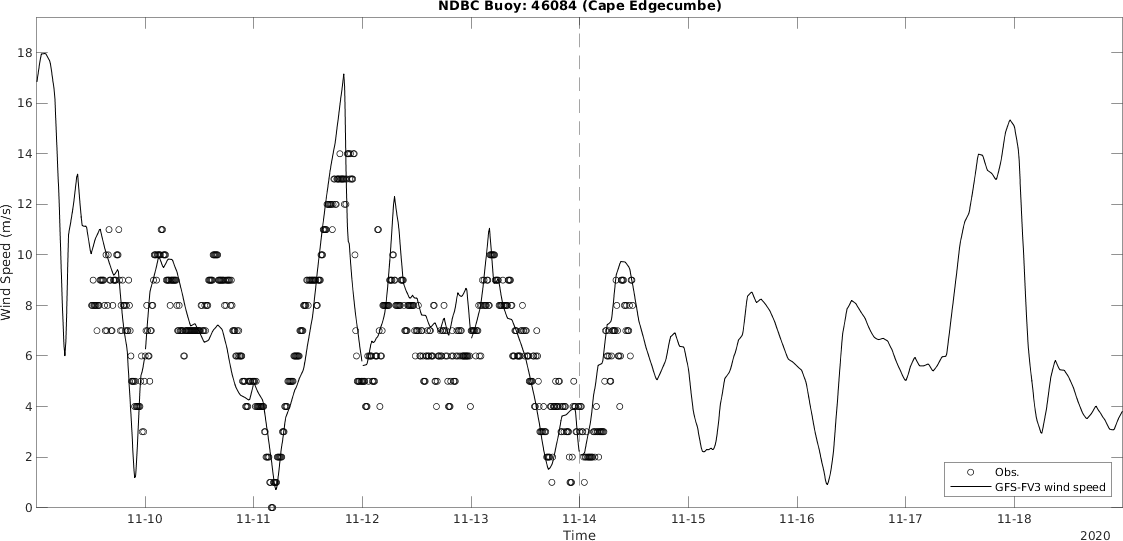 NDBC Buoy: 46084 (Cape Edgecumbe)
18
16
14
12
10
8
6
4
2
0
Wind Speed (m/s)
11-10 11-11 11-12 11-13 11-14 11-15 11-16 11-17 11-18
Time
2020
Obs.
GFS-FV3 wind speed